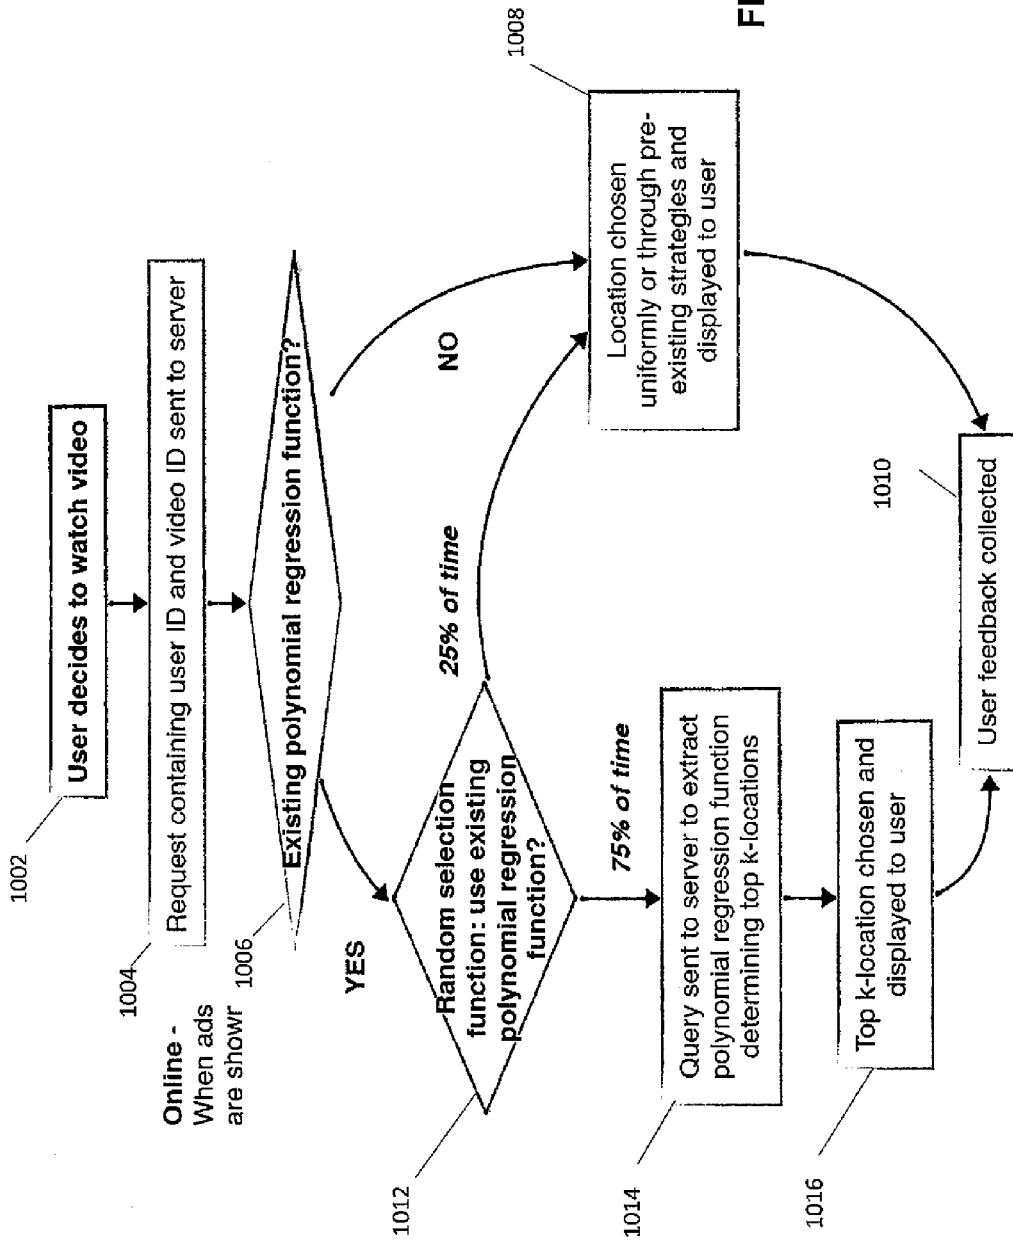 1002
User decides to watch video
1004
Request containing user ID and video ID sent to server
Online -
When ads
are showr
1006
Existing polynomial regression function?
YES
NO
1012
Random selection
function: use existing
polynomial regression
function?
25% of time
75% of time
1008
Location chosen
uniformly or through pre-
existing strategies and
displayed to user
1014
Query sent to server to extract
polynomial regression function
determining top k-locations
1016
Top k-location chosen and
displayed to user
1010
User feedback collected